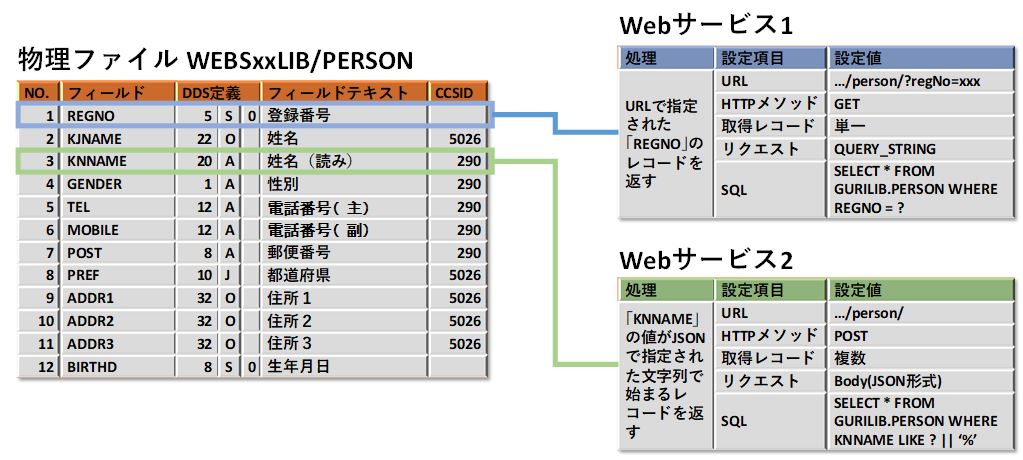 物理ファイル WEBSxxLIB/PERSON
NO. フィールド DDS定義 フィールドテキスト CCSID
1 REGNO 5 S 0 登録番号
2 KJNAME 22 O 姓名 5026
3 KNNAME 20 A 姓名（読み） 290
4 GENDER 1 A 性別 290
5 TEL 12 A 電話番号( 主) 290
6 MOBILE 12 A 電話番号( 副) 290
7 POST 8 A 郵便番号 290
8 PREF 10 J 都道府県 5026
9 ADDR1 32 O 住所１ 5026
10 ADDR2 32 O 住所２ 5026
11 ADDR3 32 O 住所３ 5026
12 BIRTHD 8 S 0 生年月日
Webサービス1
処理 設定項目 設定値
URLで指定
された
「REGNO」の
レコードを
返す
URL …/person/?regNo=xxx
HTTPメソッド GET
取得レコード 単一
リクエスト QUERY_STRING
SQL
SELECT * FROM
GURILIB.PERSON WHERE
REGNO = ?
Webサービス2
処理 設定項目 設定値
「KNNAME」
の値がJSON
で指定され
た文字列で
始まるレ
コードを返
す
URL …/person/
HTTPメソッド POST
取得レコード 複数
リクエスト Body(JSON形式)
SQL
SELECT * FROM
GURILIB.PERSON WHERE
KNNAME LIKE ? || ‘%’